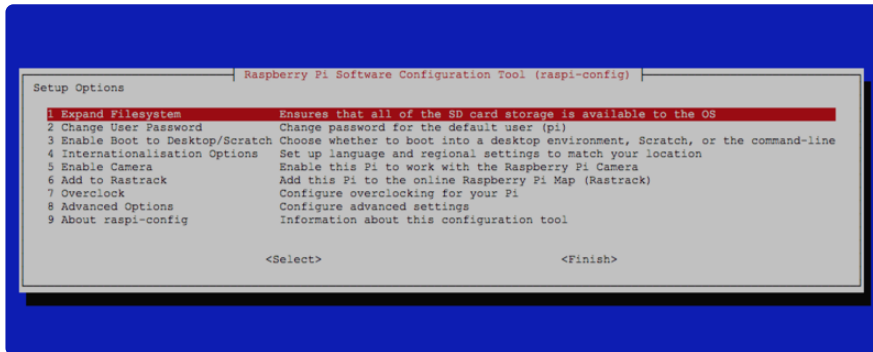 Raspberry Pi Software Configuration Tool (raspi-config)
Setup Options
1 Expand Filesystem Ensures that all of the SD card storage is available to the OS
2 Change User Password Change password for the default user (pi)
3 Enable Boot to Desktop/Scratch Choose whether to boot into a desktop environment, Scratch, or the command-line
4 Internationalisation Options Set up language and regional settings to match your location
5 Enable Camera Enable this Pi to work with the Raspberry Pi Camera
6 Add to Rastrack Add this Pi to the online Raspberry Pi Map (Rastrack)
7 Overclock Configure overclocking for your Pi
8 Advanced Options Configure advanced settings
9 About raspi-config Information about this configuration tool
<Select> <Finish>